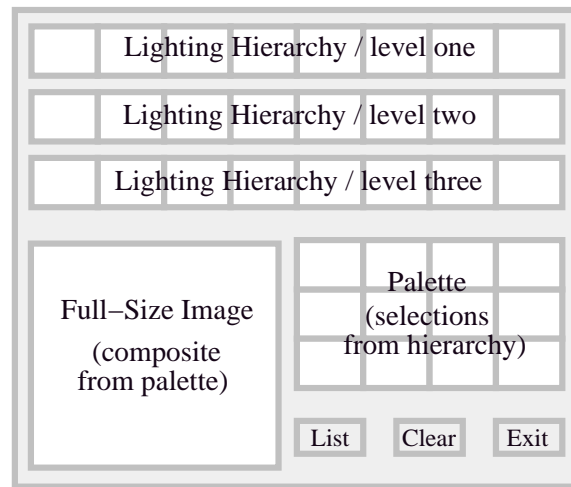 Lighting Hierarchy / level one
Lighting Hierarchy / level two
Lighting Hierarchy / level three
Full−Size Image
(composite
from palette)
Palette
(selections
from hierarchy)
List
Clear
Exit